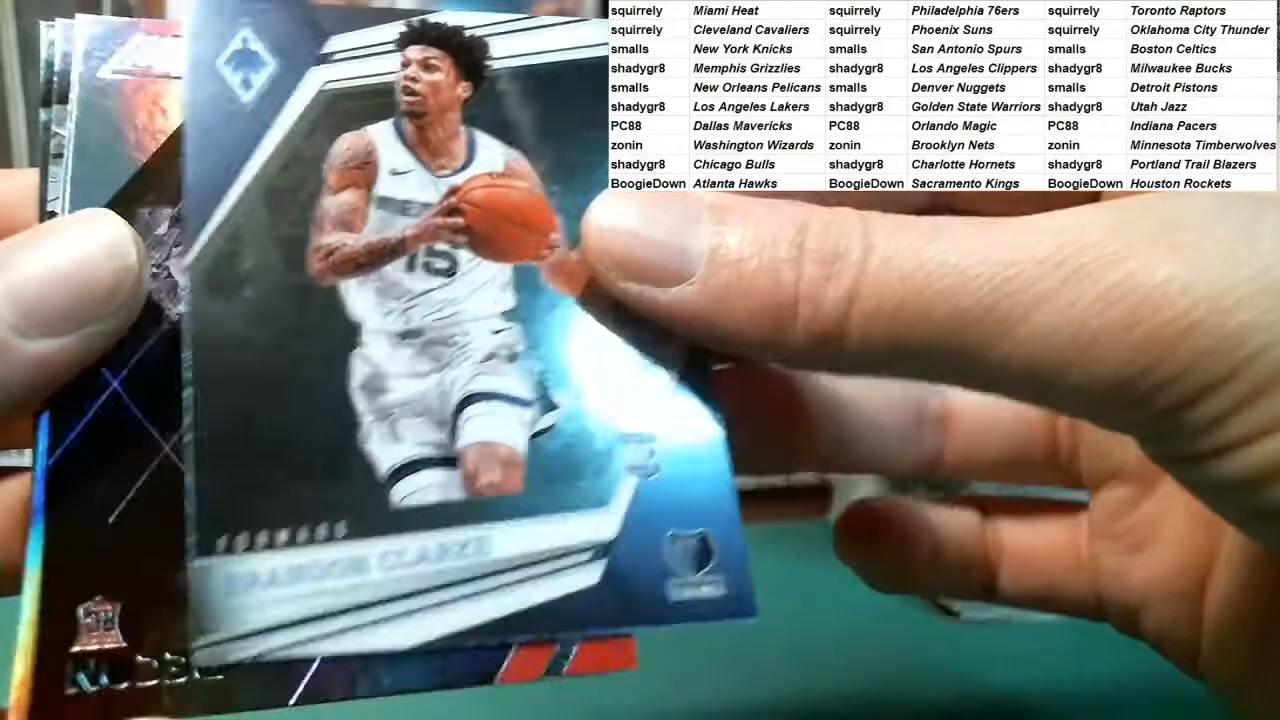 squirrely Miami Heat squirrely Philadelphia 76ers squirrely Toronto Raptors
squirrely Cleveland Cavaliers squirrely Phoenix Suns squirrely Oklahoma City Thunder
smalls New York Knicks smalls San Antonio Spurs smalls Boston Celtics
shadygr8 Memphis Grizzlies shadygr8 Los Angeles Clippers shadygr8 Milwaukee Bucks
smalls New Orleans Pelicans smalls Denver Nuggets smalls Detroit Pistons
shadygr8 Los Angeles Lakers shadygr8 Golden State Warriors shadygr8 Utah Jazz
PC88 Dallas Mavericks PC88 Orlando Magic PC88 Indiana Pacers
zonin Washington Wizards zonin Brooklyn Nets zonin Minnesota Timberwolves
shadygr8 Chicago Bulls shadygr8 Charlotte Hornets shadygr8 Portland Trail Blazers
BoogieDown Atlanta Hawks BoogieDown Sacramento Kings BoogieDown Houston Rockets
15
FORWARD
BRANDON CLARKE